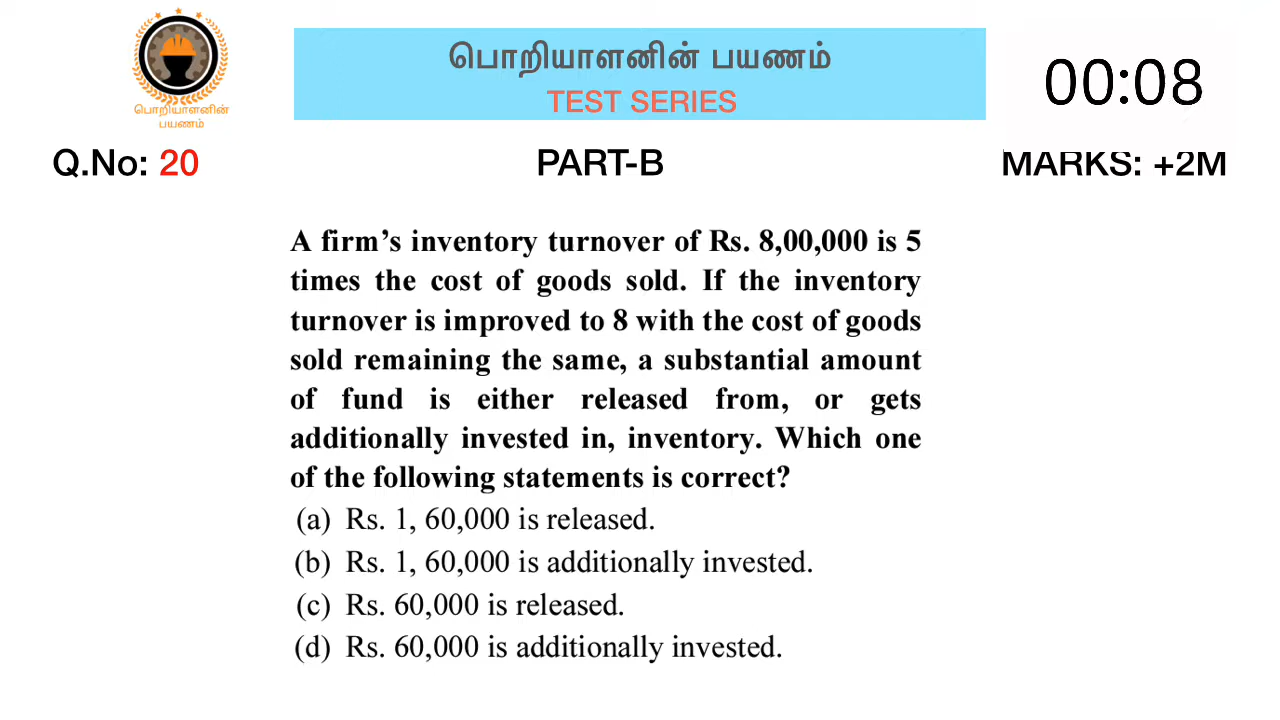 பொறியாளனின் பயணம்
பொறியாளனின்
பயணம்
TEST SERIES
00:08
Q.No: 20
PART-B
MARKS: +2M
A firm's inventory turnover of Rs. 8,00,000 is 5
times the cost of goods sold. If the inventory
turnover is improved to 8 with the cost of goods
sold remaining the same, a substantial amount
of fund is either released from, or gets
additionally invested in, inventory. Which one
of the following statements is correct?
(a) Rs. 1, 60,000 is released.
(b) Rs. 1, 60,000 is additionally invested.
(c) Rs. 60,000 is released.
(d) Rs. 60,000 is additionally invested.